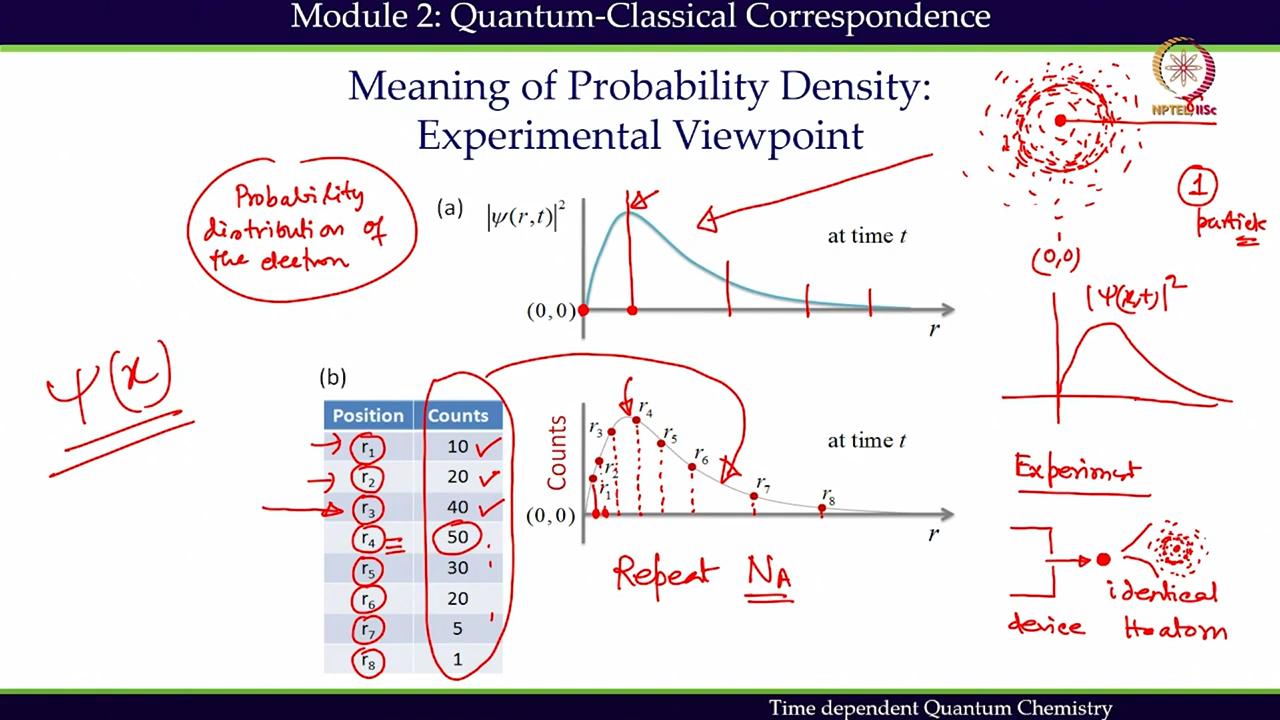 Module 2: Quantum-Classical Correspondence
Meaning of Probability Density:
Experimental Viewpoint
NPTEL, IISc
Probability
distribution of
the electron
(a)
|ψ(r,t)|²
at time t
(0,0)
r
1
particle
(0,0)
|Ψ(x,t)|²
Ψ(x)
(b)
Position Counts
r₁ 10
r₂ 20
r₃ 40
r₄ 50
r₅ 30
r₆ 20
r₇ 5
r₈ 1
Counts
r₁
r₂
r₃
r₄
r₅
r₆
r₇
r₈
at time t
(0,0)
r
Repeat N_A
Experiment
device
identical
H-atom
Time dependent Quantum Chemistry